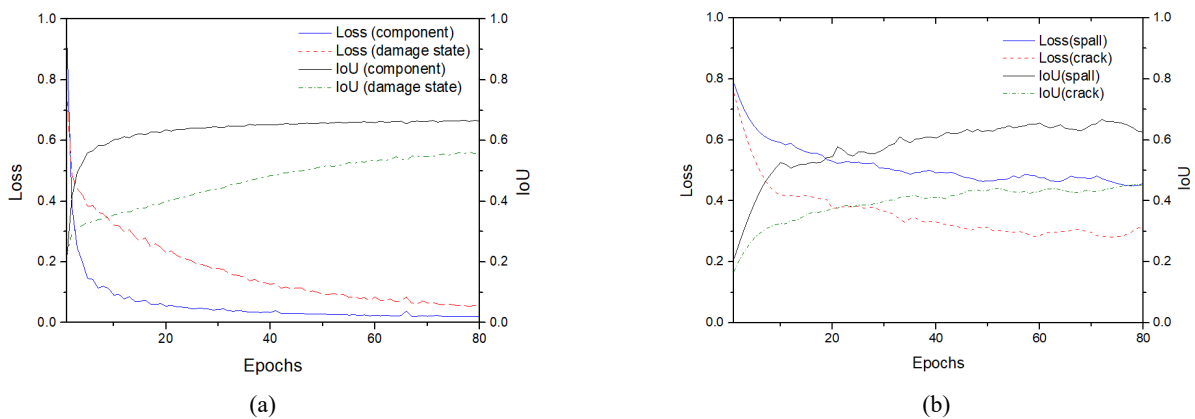 1.0
0.8
0.6
0.4
0.2
0.0
Loss
Loss (component)
Loss (damage state)
IoU (component)
IoU (damage state)
1.0
0.8
0.6
0.4
0.2
0.0
IoU
20
40
60
80
Epochs
(a)
1.0
0.8
0.6
0.4
0.2
0.0
Loss
Loss(spall)
Loss(crack)
IoU(spall)
IoU(crack)
1.0
0.8
0.6
0.4
0.2
0.0
IoU
20
40
60
80
Epochs
(b)